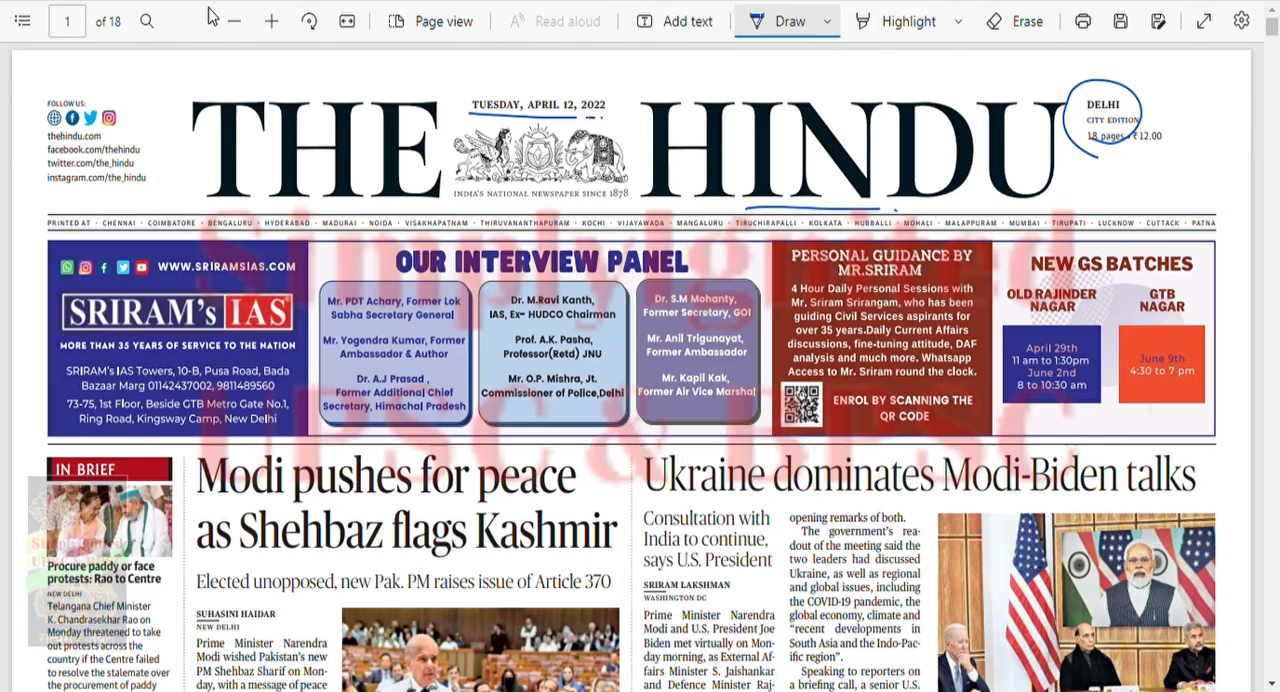 1 of 18
Page view
Read aloud
Add text
Draw
Highlight
Erase
FOLLOW US:
thehindu.com
facebook.com/thehindu
twitter.com/the_hindu
instagram.com/the_hindu
TUESDAY, APRIL 12, 2022
THE HINDU
INDIA'S NATIONAL NEWSPAPER SINCE 1878
DELHI
CITY EDITION
18 pages • ₹12.00
PRINTED AT • CHENNAI • COIMBATORE • BENGALURU • HYDERABAD • MADURAI • NOIDA • VISAKHAPATNAM • THIRUVANANTHAPURAM • KOCHI • VIJAYAWADA • MANGALURU • TIRUCHIRAPALLI • KOLKATA • HUBBALLI • MOHALI • MALAPPURAM • MUMBAI • TIRUPATI • LUCKNOW • CUTTACK • PATNA
Simplyignited
UPSC & BPSC
WWW.SRIRAMSIAS.COM
SRIRAM's IAS
MORE THAN 35 YEARS OF SERVICE TO THE NATION
SRIRAM's IAS Towers, 10-B, Pusa Road, Bada
Bazaar Marg 01142437002, 9811489560
73-75, 1st Floor, Beside GTB Metro Gate No.1,
Ring Road, Kingsway Camp, New Delhi
OUR INTERVIEW PANEL
Mr. PDT Achary, Former Lok
Sabha Secretary General
Mr. Yogendra Kumar, Former
Ambassador & Author
Dr. A.J Prasad ,
Former Additional Chief
Secretary, Himachal Pradesh
Dr. M.Ravi Kanth,
IAS, Ex- HUDCO Chairman
Prof. A.K. Pasha,
Professor(Retd) JNU
Mr. O.P. Mishra, Jt.
Commissioner of Police,Delhi
Dr. S.M Mohanty,
Former Secretary, GOI
Mr. Anil Trigunayat,
Former Ambassador
Mr. Kapil Kak,
Former Air Vice Marshal
PERSONAL GUIDANCE BY
MR.SRIRAM
4 Hour Daily Personal Sessions with
Mr. Sriram Srirangam, who has been
guiding Civil Services aspirants for
over 35 years.Daily Current Affairs
discussions, fine-tuning attitude, DAF
analysis and much more. Whatsapp
Access to Mr. Sriram round the clock.
ENROL BY SCANNING THE
QR CODE
NEW GS BATCHES
OLD RAJINDER
NAGAR
April 29th
11 am to 1:30pm
June 2nd
8 to 10:30 am
GTB
NAGAR
June 9th
4:30 to 7 pm
IN BRIEF
Procure paddy or face
protests: Rao to Centre
NEW DELHI
Telangana Chief Minister
K. Chandrasekhar Rao on
Monday threatened to take
out protests across the
country if the Centre failed
to resolve the stalemate over
the procurement of paddy
Modi pushes for peace
as Shehbaz flags Kashmir
Elected unopposed, new Pak. PM raises issue of Article 370
SUHASINI HAIDAR
NEW DELHI
Prime Minister Narendra
Modi wished Pakistan's new
PM Shehbaz Sharif on Mon-
day, with a message of peace
Ukraine dominates Modi-Biden talks
Consultation with
India to continue,
says U.S. President
SRIRAM LAKSHMAN
WASHINGTON DC
Prime Minister Narendra
Modi and U.S. President Joe
Biden met virtually on Mon-
day morning, as External Af-
fairs Minister S. Jaishankar
and Defence Minister Raj-
opening remarks of both.
The government's rea-
dout of the meeting said the
two leaders had discussed
Ukraine, as well as regional
and global issues, including
the COVID-19 pandemic, the
global economy, climate and
"recent developments in
South Asia and the Indo-Pac-
ific region".
Speaking to reporters on
a briefing call, a senior U.S.